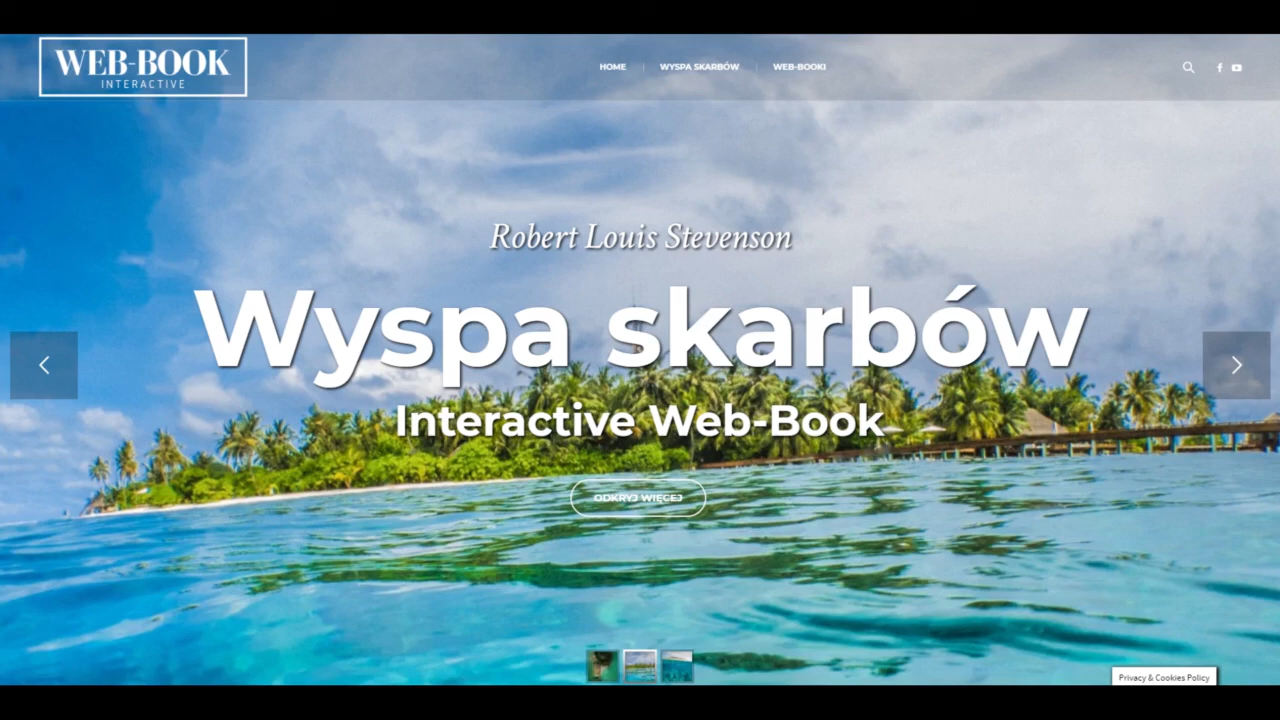 WEB-BOOK
INTERACTIVE
HOME
WYSPA SKARBÓW
WEB-BOOKI
Robert Louis Stevenson
Wyspa skarbów
Interactive Web-Book
ODKRYJ WIĘCEJ
Privacy & Cookies Policy